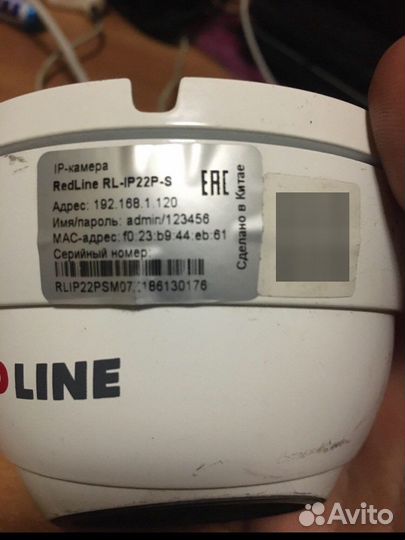 IP-камера
RedLine RL-IP22P-S
Адрес: 192.168.1.120
Имя/пароль: admin/123456
MAC-адрес: f0:23:b9:44:eb:61
Серийный номер:
EAC
Сделано в Китае
LINE
Avito